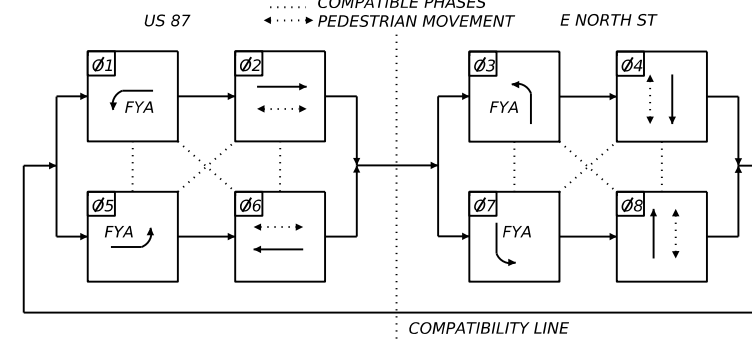 COMPATIBLE PHASES
US 87
PEDESTRIAN MOVEMENT
E NORTH ST
Ø1
FYA
Ø2
Ø3
FYA
Ø4
Ø5
FYA
Ø6
Ø7
FYA
Ø8
COMPATIBILITY LINE